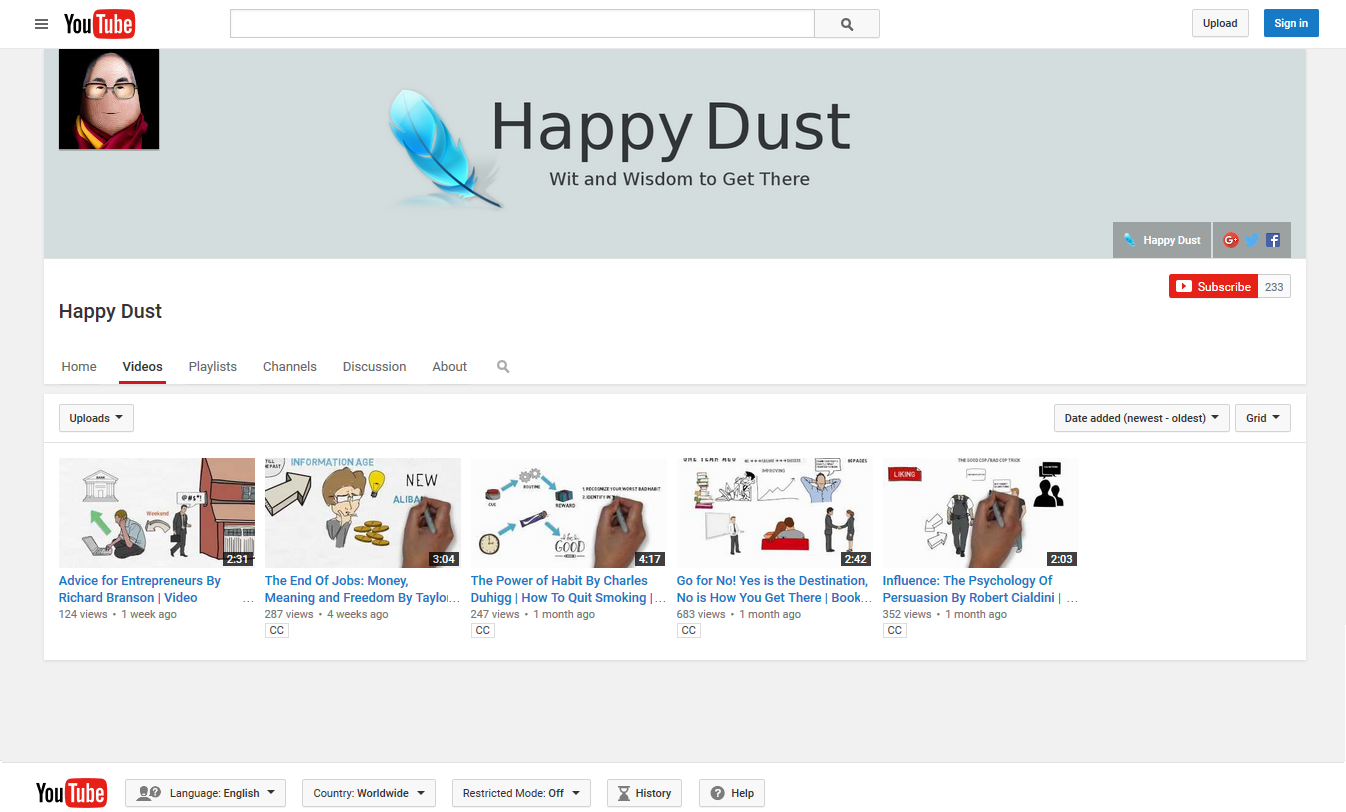 YouTube
Upload
Sign in
Happy Dust
Wit and Wisdom to Get There
Happy Dust
Subscribe 233
Happy Dust
Home Videos Playlists Channels Discussion About
Uploads
Date added (newest - oldest)
Grid
BANK
@#$*!
Weekend
2:31
INFORMATION AGE
NEW
ALIBA
3:04
CUE
ROUTINE
REWARD
1. RECOGNIZE YOUR WORST BAD HABIT
2. IDENTIFY
GOOD
4:17
IMPROVING
2:42
LIKING
THE GOOD COP/BAD COP TRICK
2:03
Advice for Entrepreneurs By
Richard Branson | Video
...
124 views • 1 week ago
The End Of Jobs: Money,
Meaning and Freedom By Taylo...
287 views • 4 weeks ago
CC
The Power of Habit By Charles
Duhigg | How To Quit Smoking | ...
247 views • 1 month ago
CC
Go for No! Yes is the Destination,
No is How You Get There | Book...
683 views • 1 month ago
CC
Influence: The Psychology Of
Persuasion By Robert Cialdini | ...
352 views • 1 month ago
CC
YouTube
Language: English
Country: Worldwide
Restricted Mode: Off
History
Help